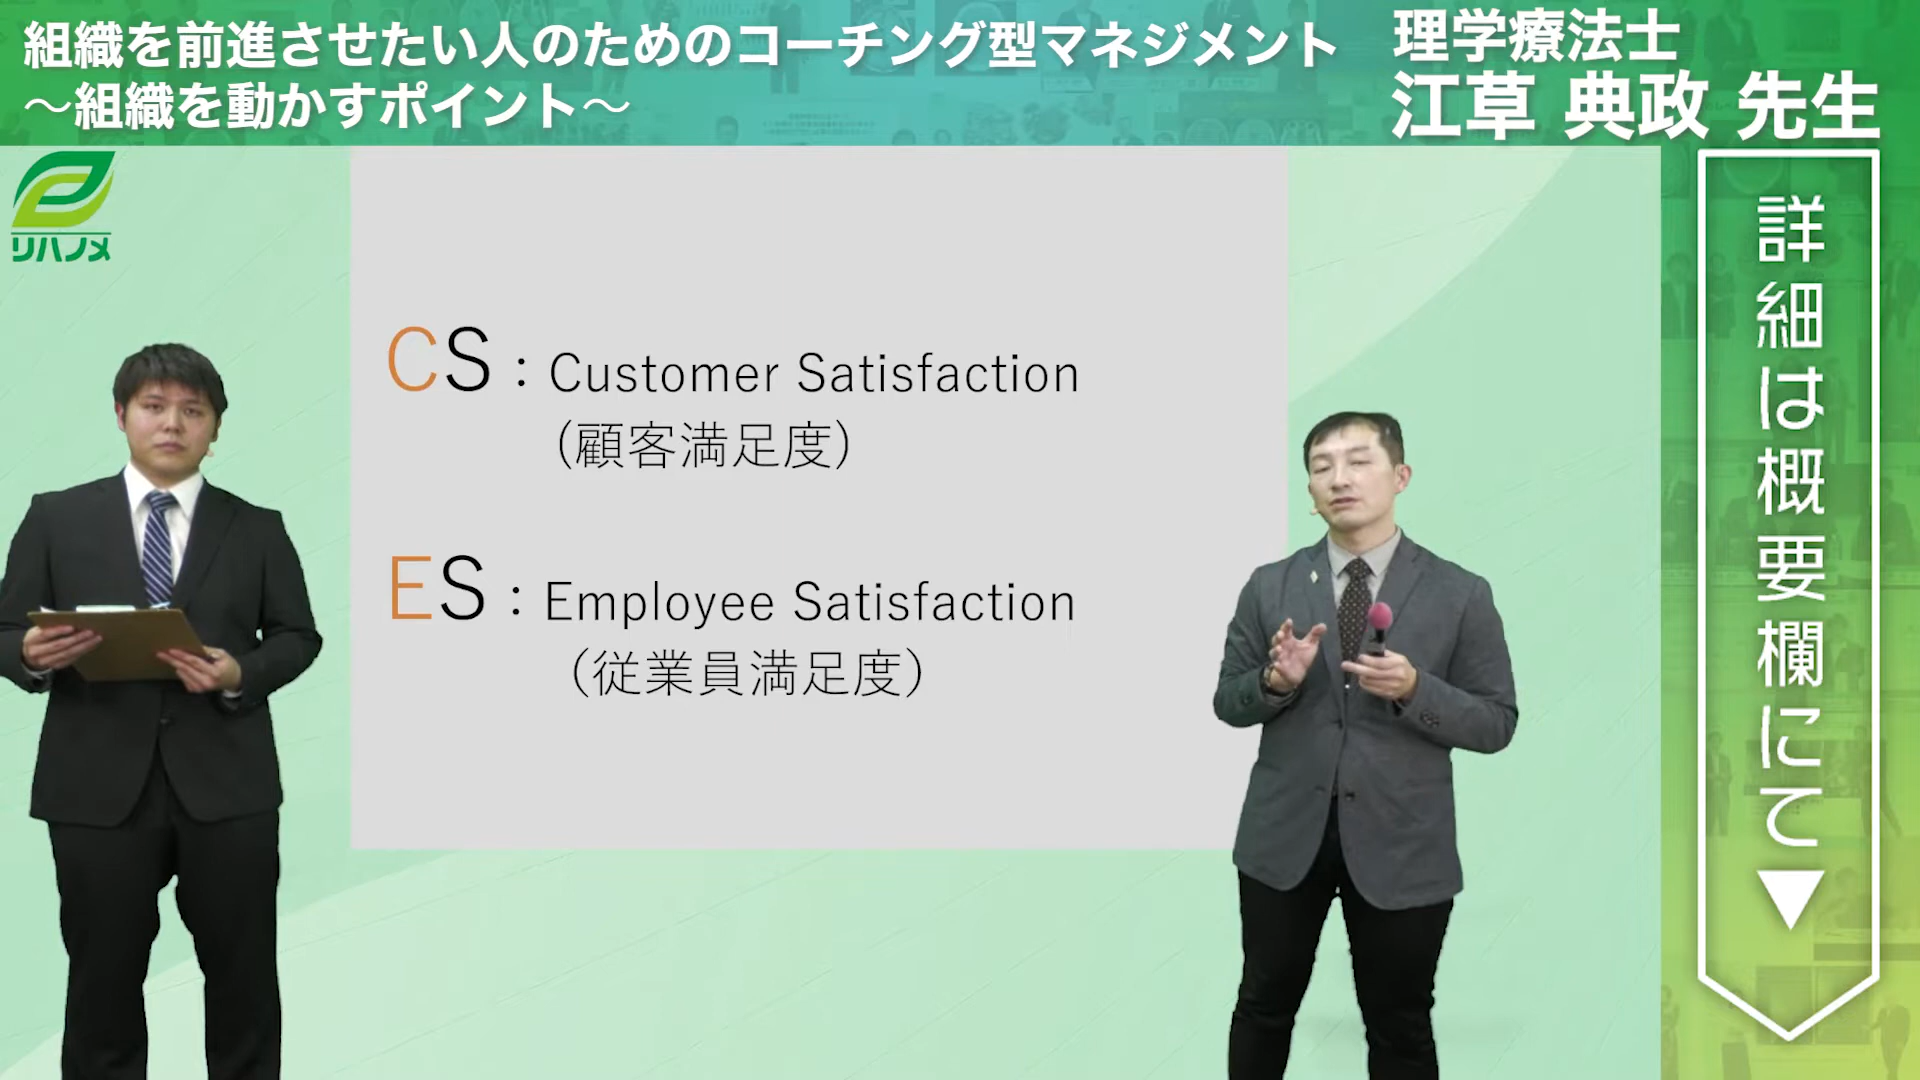 組織を前進させたい人のためのコーチング型マネジメント
～組織を動かすポイント～
理学療法士
江草 典政 先生
リハノメ
CS：Customer Satisfaction
（顧客満足度）
ES：Employee Satisfaction
（従業員満足度）
詳細は概要欄にて▼